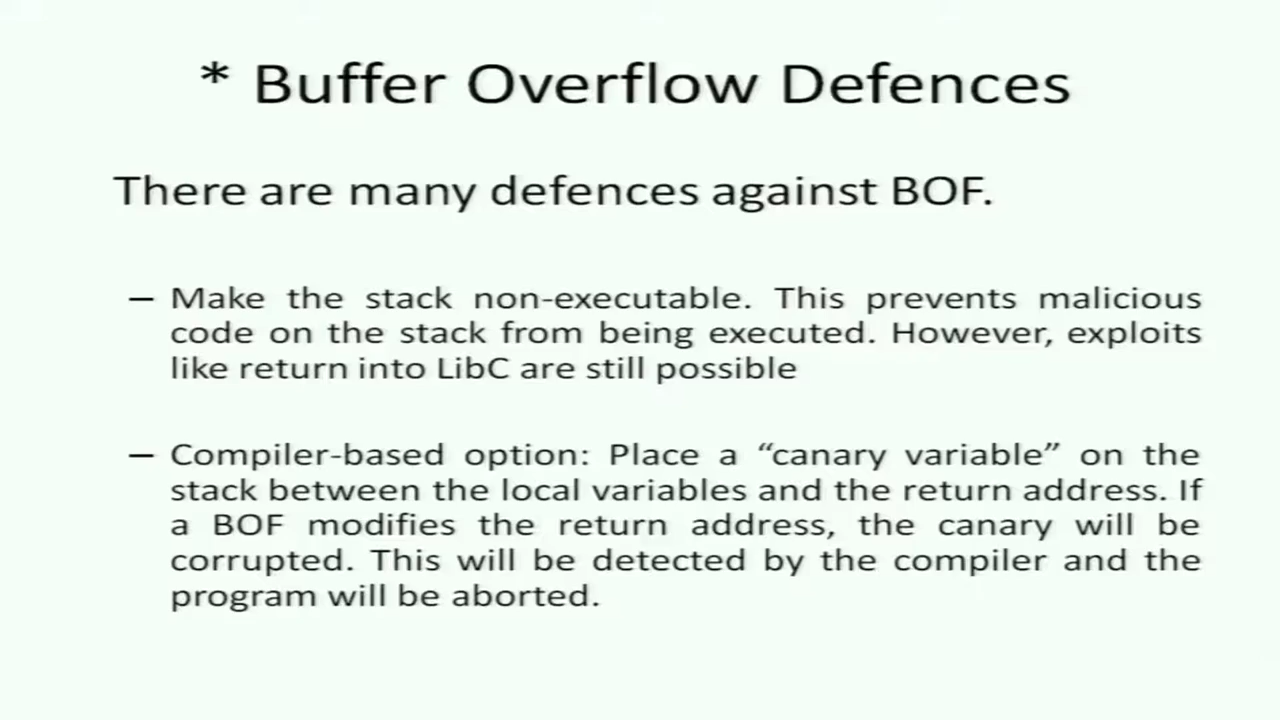 * Buffer Overflow Defences
There are many defences against BOF.
– Make the stack non-executable. This prevents malicious
code on the stack from being executed. However, exploits
like return into LibC are still possible
– Compiler-based option: Place a “canary variable” on the
stack between the local variables and the return address. If
a BOF modifies the return address, the canary will be
corrupted. This will be detected by the compiler and the
program will be aborted.